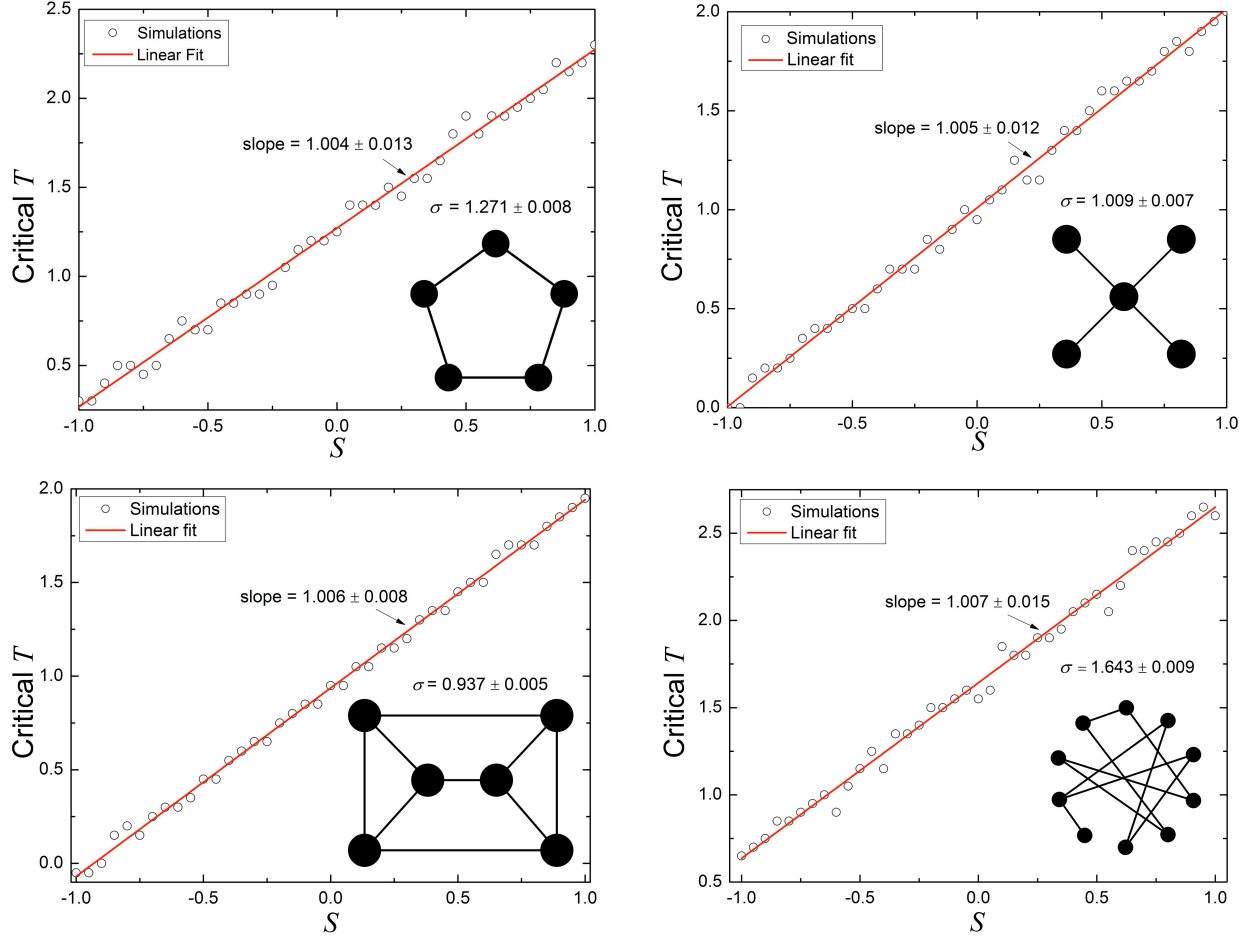 2.5
2.0
1.5
1.0
0.5
Critical T
Simulations
Linear Fit
slope = 1.004 ± 0.013
σ = 1.271 ± 0.008
-1.0 -0.5 0.0 0.5 1.0
S
2.0
1.5
1.0
0.5
0.0
Critical T
Simulations
Linear fit
slope = 1.005 ± 0.012
σ = 1.009 ± 0.007
-1.0 -0.5 0.0 0.5 1.0
S
2.0
1.5
1.0
0.5
0.0
Critical T
Simulations
Linear fit
slope = 1.006 ± 0.008
σ = 0.937 ± 0.005
-1.0 -0.5 0.0 0.5 1.0
S
2.5
2.0
1.5
1.0
0.5
Critical T
Simulations
Linear fit
slope = 1.007 ± 0.015
σ = 1.643 ± 0.009
-1.0 -0.5 0.0 0.5 1.0
S